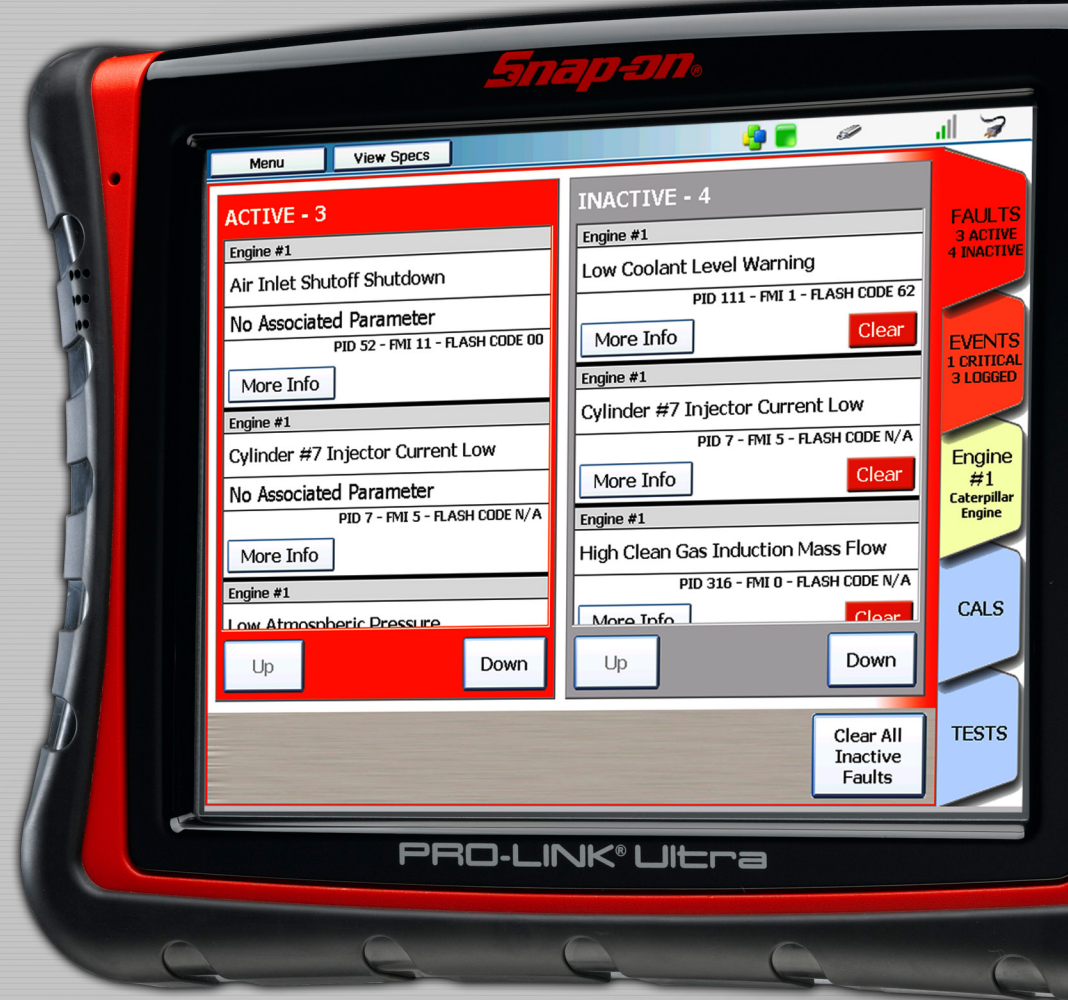 Snap-on®
Menu
View Specs
ACTIVE - 3
Engine #1
Air Inlet Shutoff Shutdown
No Associated Parameter
PID 52 - FMI 11 - FLASH CODE 00
More Info
Engine #1
Cylinder #7 Injector Current Low
No Associated Parameter
PID 7 - FMI 5 - FLASH CODE N/A
More Info
Engine #1
Low Atmospheric Pressure
Up
Down
INACTIVE - 4
Engine #1
Low Coolant Level Warning
PID 111 - FMI 1 - FLASH CODE 62
More Info
Clear
Engine #1
Cylinder #7 Injector Current Low
PID 7 - FMI 5 - FLASH CODE N/A
More Info
Clear
Engine #1
High Clean Gas Induction Mass Flow
PID 316 - FMI 0 - FLASH CODE N/A
More Info
Clear
Up
Down
Clear All
Inactive
Faults
FAULTS
3 ACTIVE
4 INACTIVE
EVENTS
1 CRITICAL
3 LOGGED
Engine
#1
Caterpillar
Engine
CALS
TESTS
PRO-LINK® Ultra